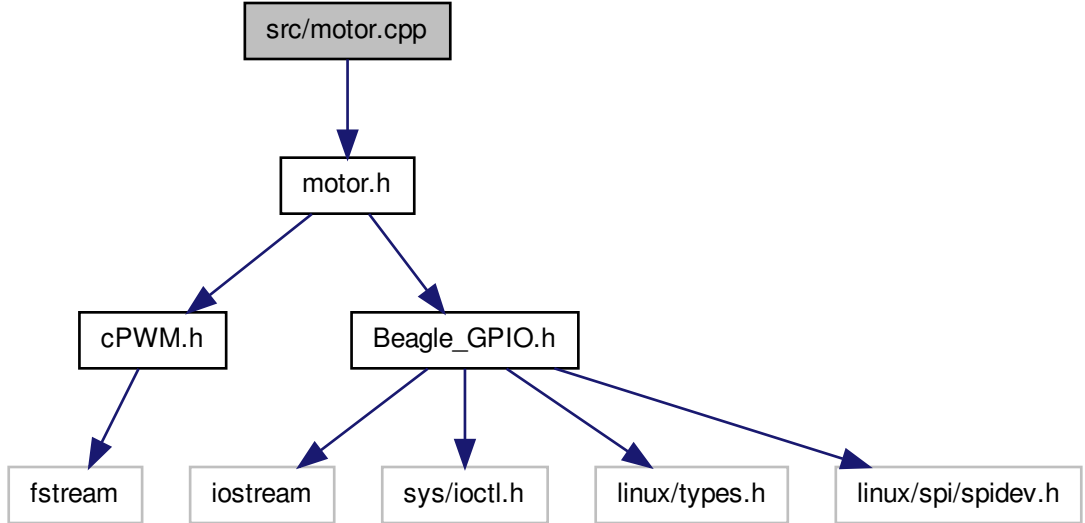 src/motor.cpp
motor.h
cPWM.h
Beagle_GPIO.h
fstream
iostream
sys/ioctl.h
linux/types.h
linux/spi/spidev.h